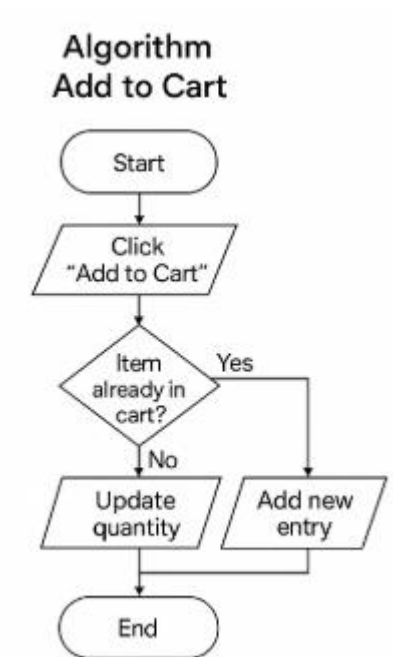 Algorithm
Add to Cart
Start
Click
“Add to Cart”
Item
already in
cart?
Yes
No
Update
quantity
Add new
entry
End